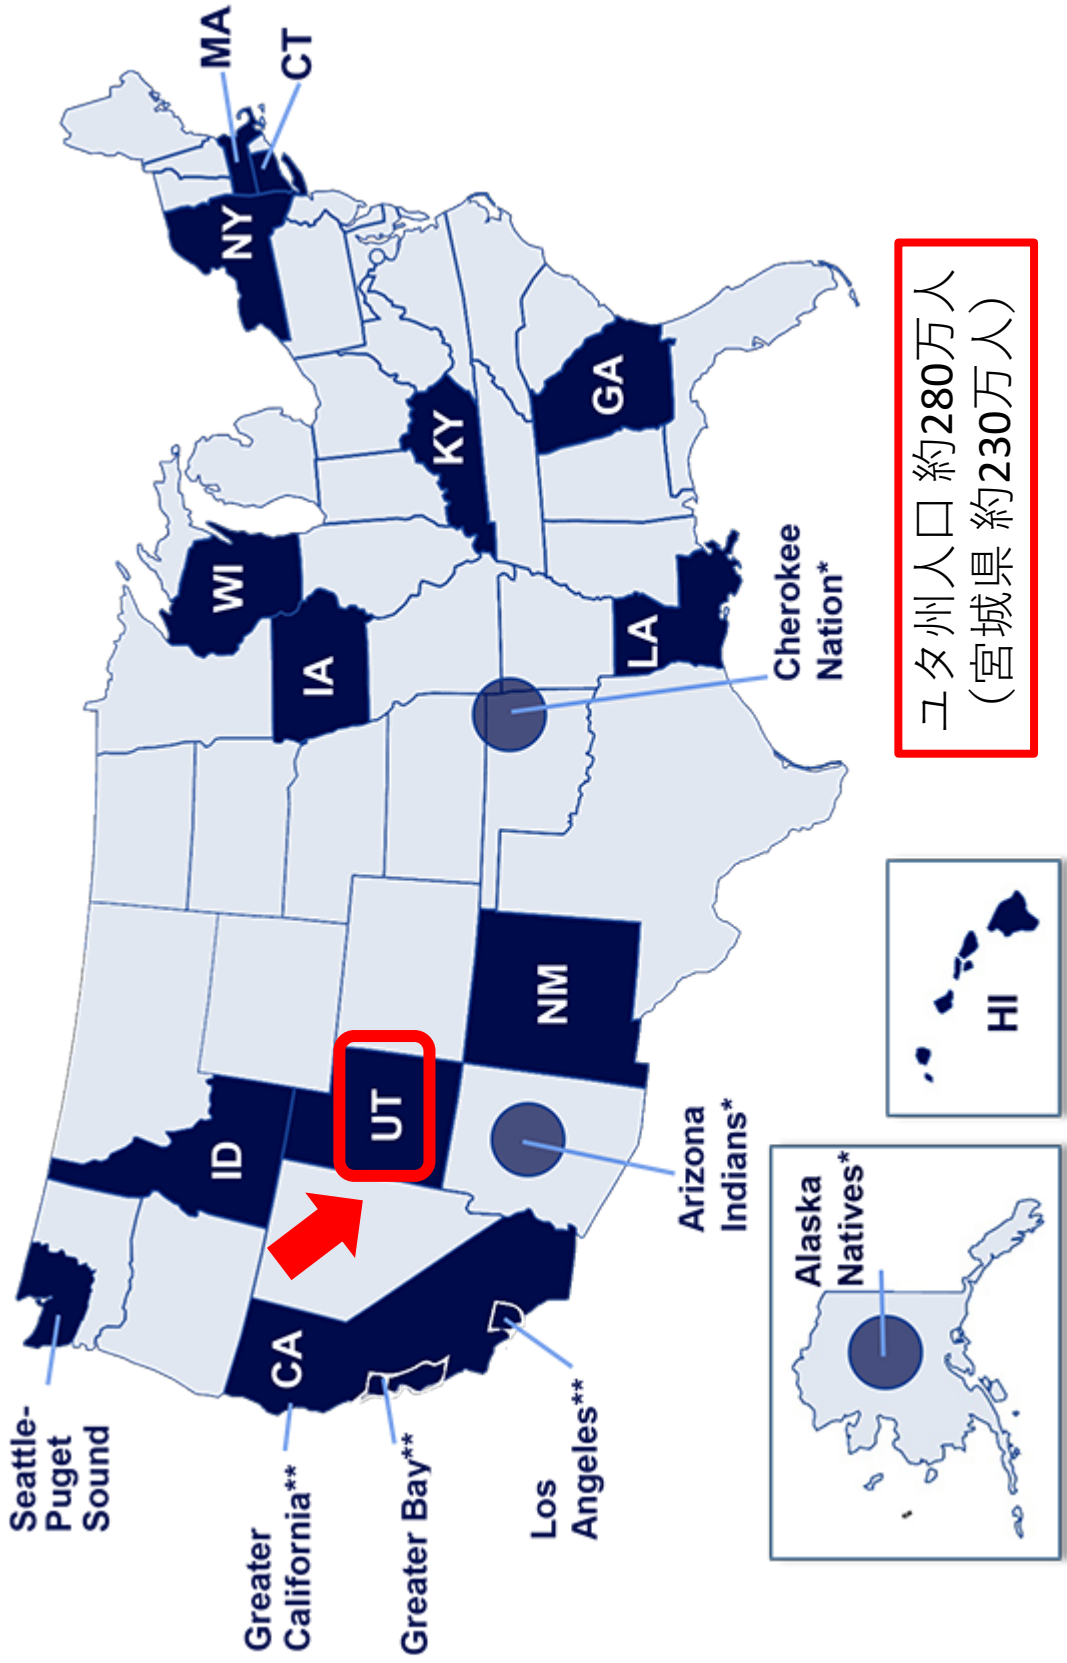 Seattle-
Puget
Sound
Greater
California**
Greater Bay**
Los
Angeles**
CA
ID
UT
NM
Arizona
Indians*
WI
IA
KY
NY
MA
CT
GA
LA
Cherokee
Nation*
Alaska
Natives*
HI
ユタ州人口 約280万人
（宮城県 約230万人）